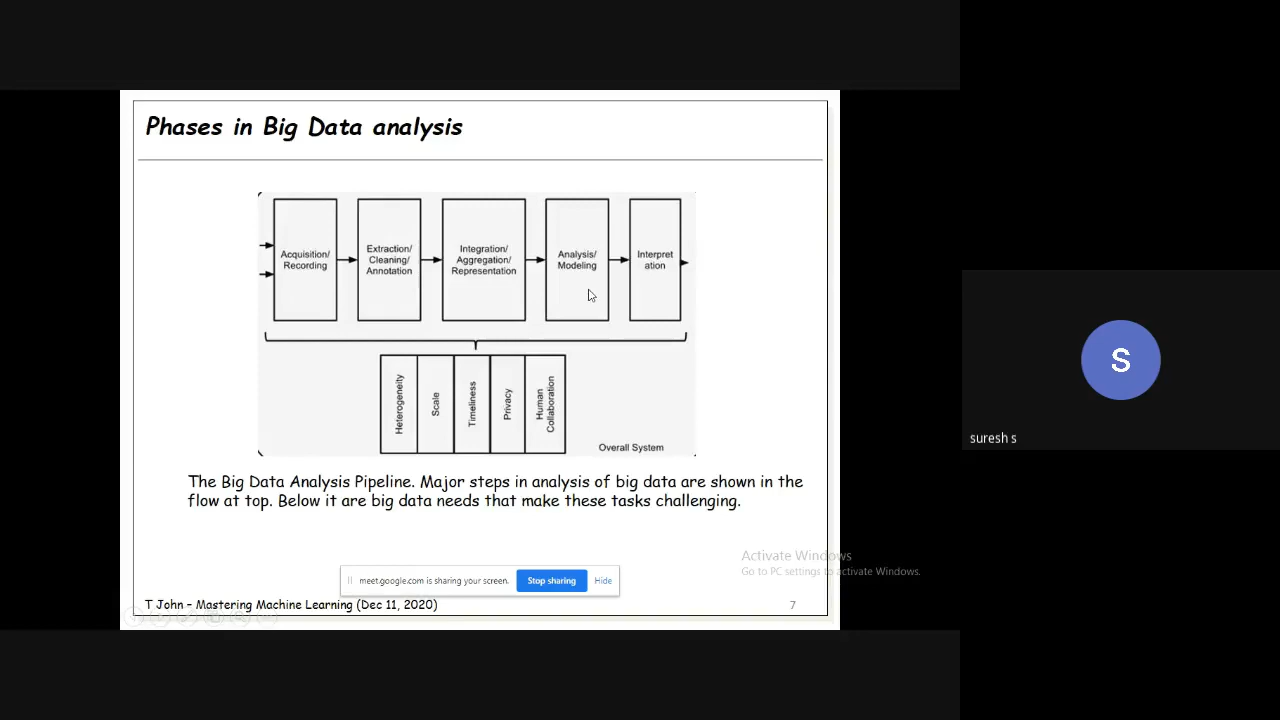 Phases in Big Data analysis
Acquisition/
Recording
Extraction/
Cleaning/
Annotation
Integration/
Aggregation/
Representation
Analysis/
Modeling
Interpret
ation
Heterogeneity
Scale
Timeliness
Privacy
Human
Collaboration
Overall System
The Big Data Analysis Pipeline. Major steps in analysis of big data are shown in the
flow at top. Below it are big data needs that make these tasks challenging.
Activate Windows
Go to PC settings to activate Windows.
meet.google.com is sharing your screen.
Stop sharing
Hide
T John – Mastering Machine Learning (Dec 11, 2020)
7
S
suresh s